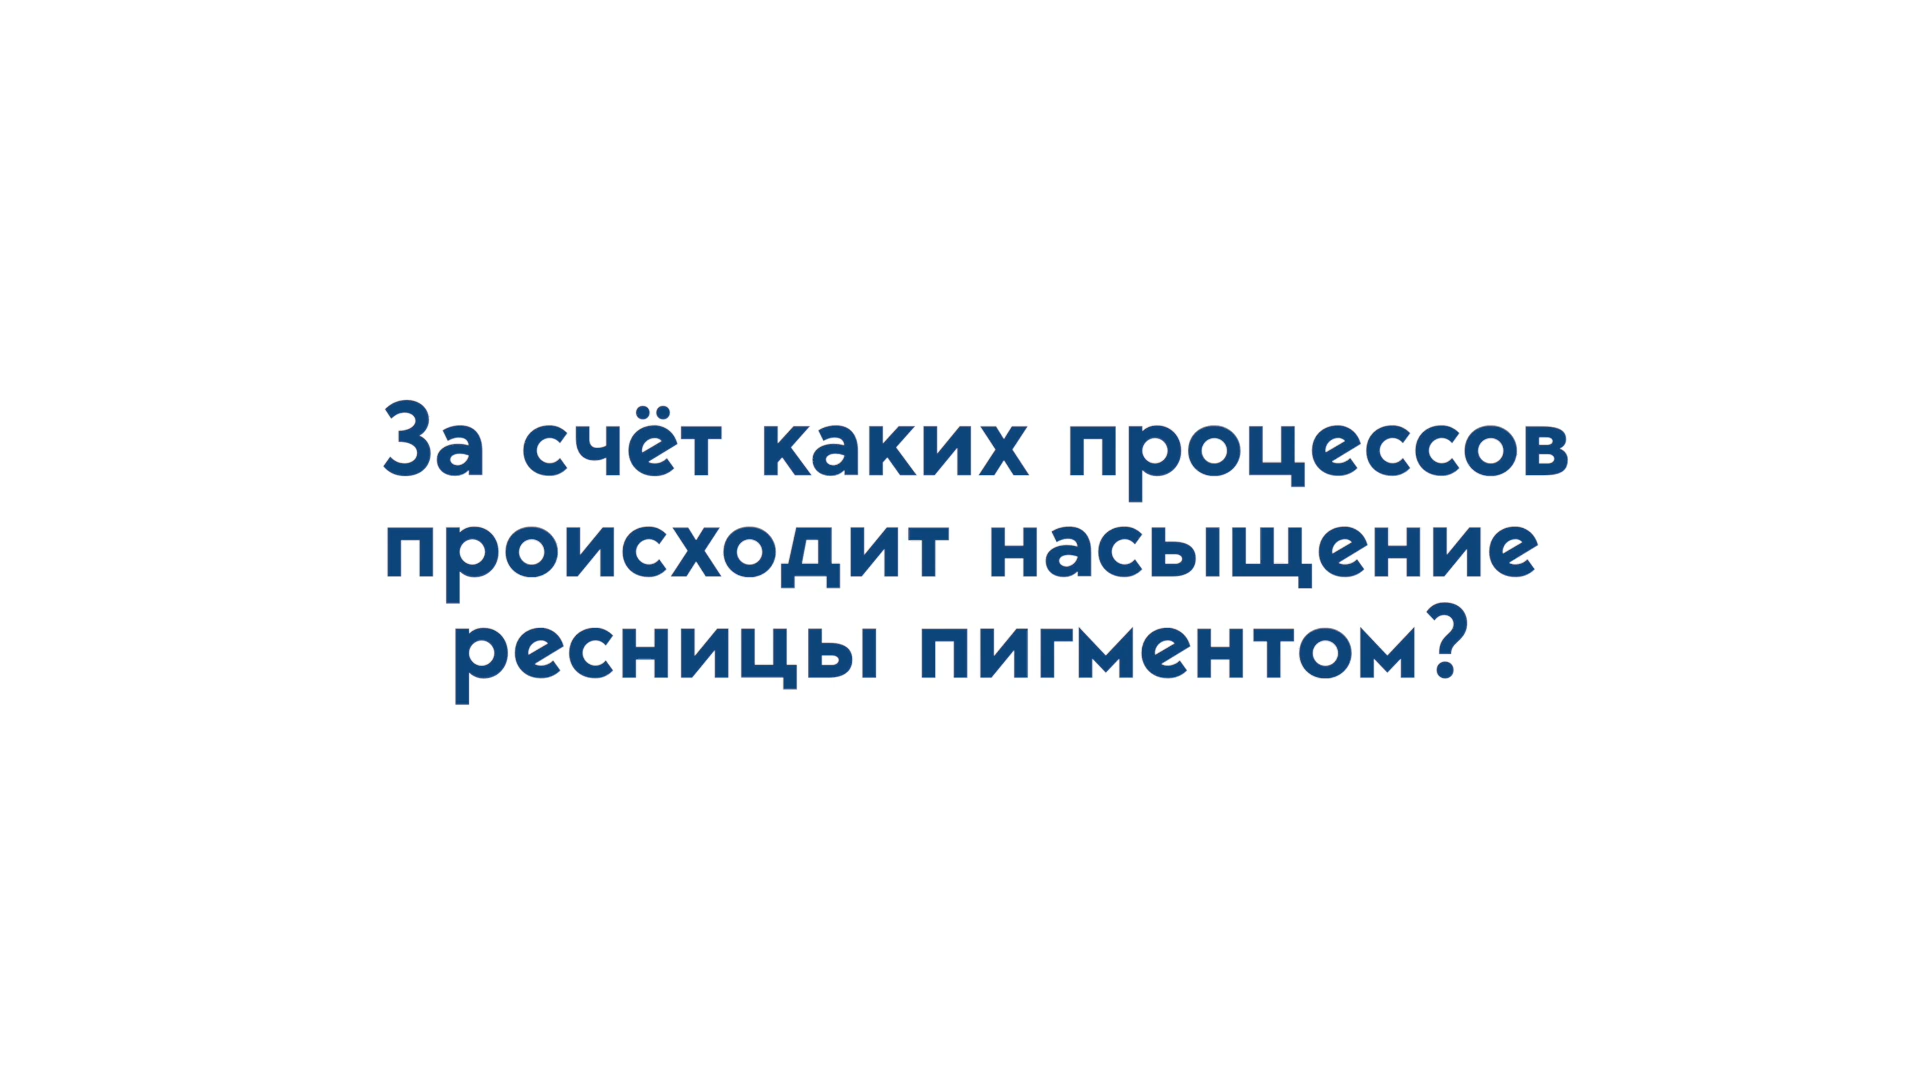 За счёт каких процессов
происходит насыщение
ресницы пигментом?